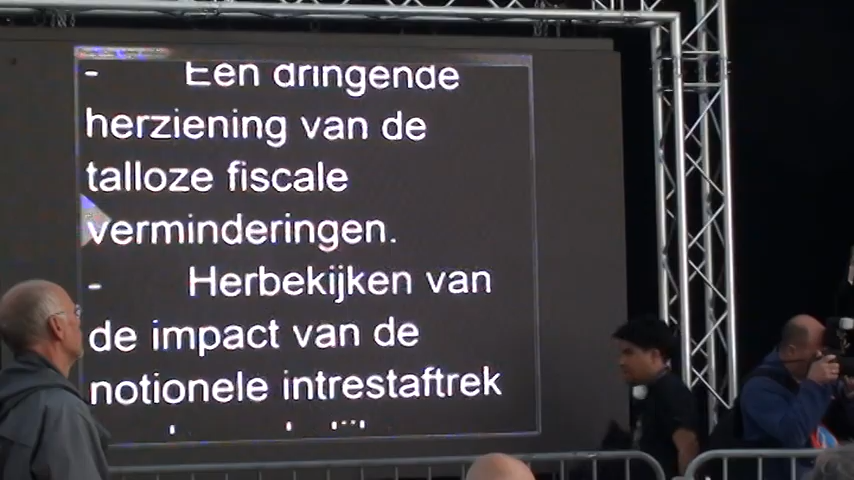 - Een dringende
herziening van de
talloze fiscale
verminderingen.
- Herbekijken van
de impact van de
notionele intrestaftrek